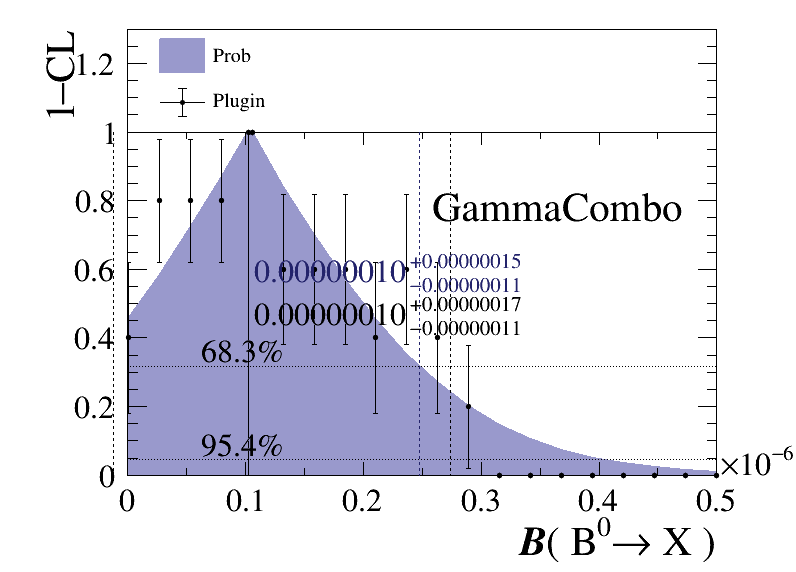 1–CL
Prob
Plugin
1.2
1
0.8
0.6
0.4
0.2
0
GammaCombo
0.00000010 +0.00000015 −0.00000011
0.00000010 +0.00000017 −0.00000011
68.3%
95.4%
×10−6
0 0.1 0.2 0.3 0.4 0.5
B( B0→ X )